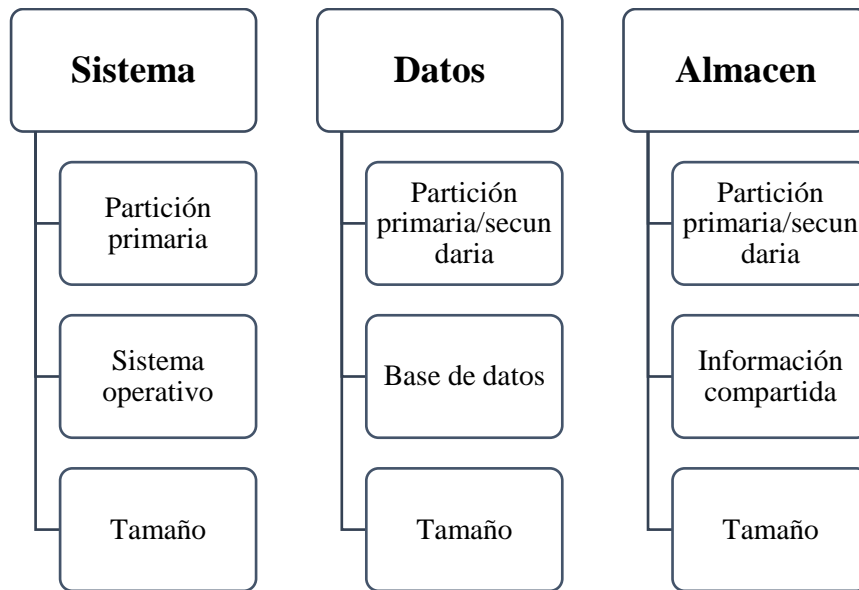 Sistema
Partición
primaria
Sistema
operativo
Tamaño
Datos
Partición
primaria/secun
daria
Base de datos
Tamaño
Almacen
Partición
primaria/secun
daria
Información
compartida
Tamaño